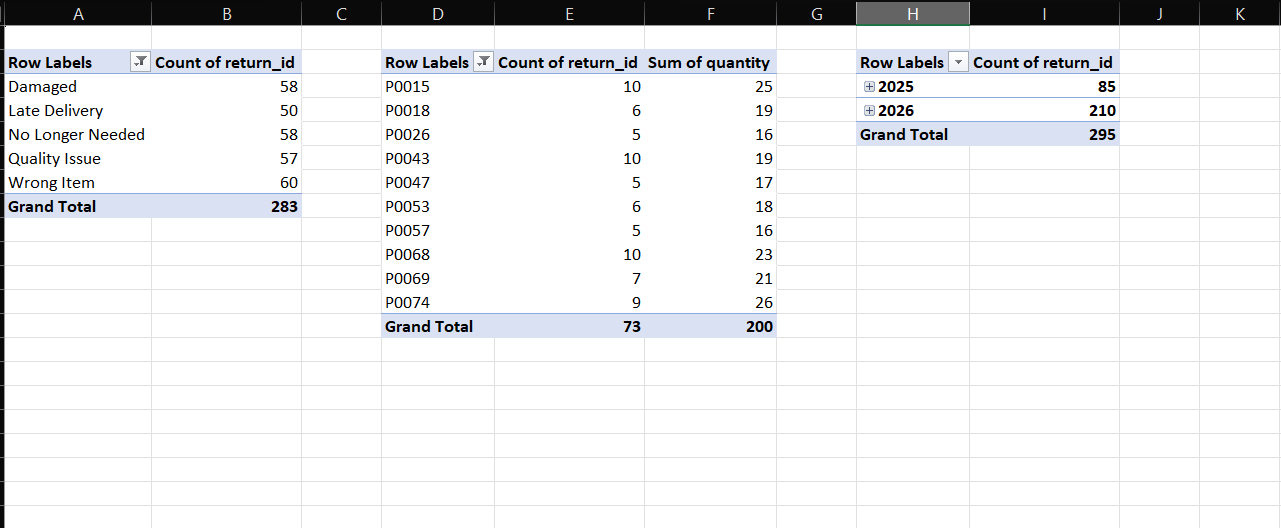 A B C D E F G H I J K
Row Labels Count of return_id Row Labels Count of return_id Sum of quantity Row Labels Count of return_id
Damaged 58 P0015 10 25 2025 85
Late Delivery 50 P0018 6 19 2026 210
No Longer Needed 58 P0026 5 16 Grand Total 295
Quality Issue 57 P0043 10 19
Wrong Item 60 P0047 5 17
Grand Total 283 P0053 6 18
P0057 5 16
P0068 10 23
P0069 7 21
P0074 9 26
Grand Total 73 200